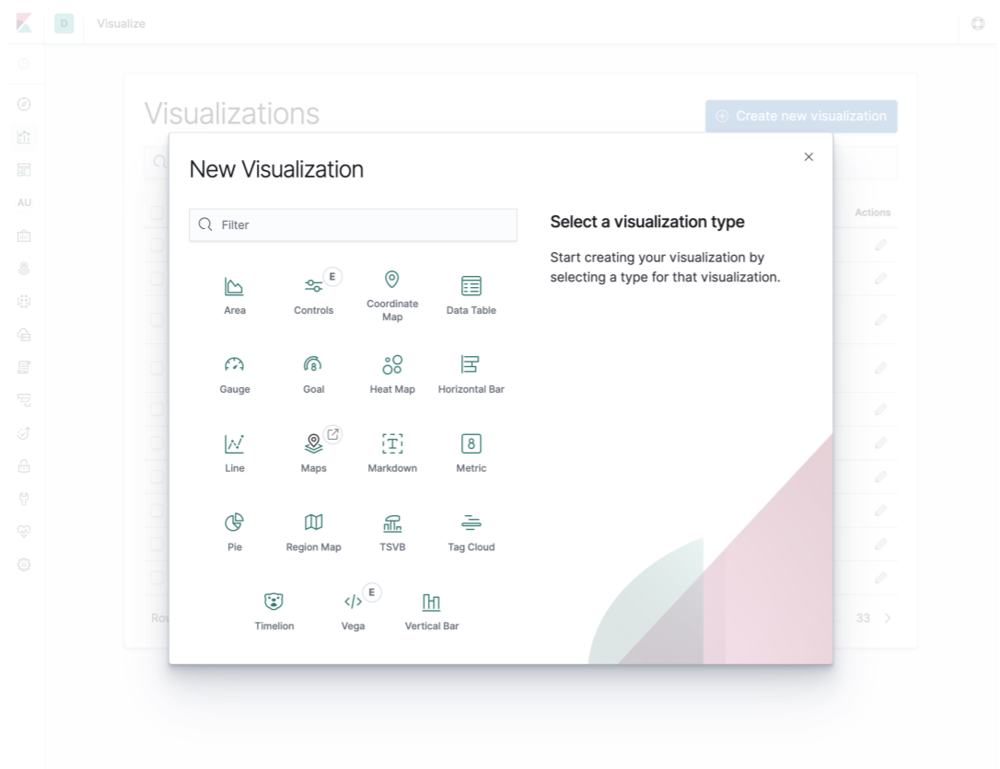 D Visualize
Visualizations
Create new visualization
New Visualization
Filter
Select a visualization type
Start creating your visualization by
selecting a type for that visualization.
AU
Actions
E
Area
Controls
Coordinate
Map
Data Table
Gauge
Goal
8
Heat Map
Horizontal Bar
Line
Maps
T
Markdown
8
Metric
Pie
Region Map
TSVB
Tag Cloud
E
Timelion
Vega
Vertical Bar
33